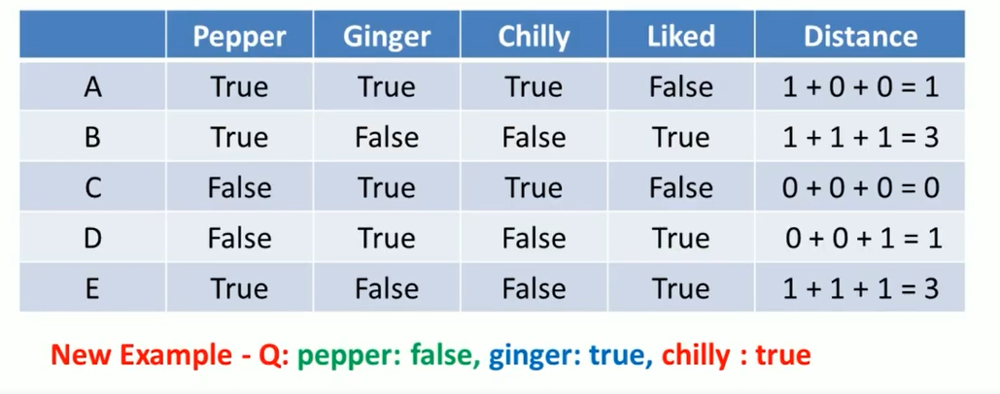 Pepper Ginger Chilly Liked Distance
A True True True False 1 + 0 + 0 = 1
B True False False True 1 + 1 + 1 = 3
C False True True False 0 + 0 + 0 = 0
D False True False True 0 + 0 + 1 = 1
E True False False True 1 + 1 + 1 = 3
New Example - Q: pepper: false, ginger: true, chilly : true